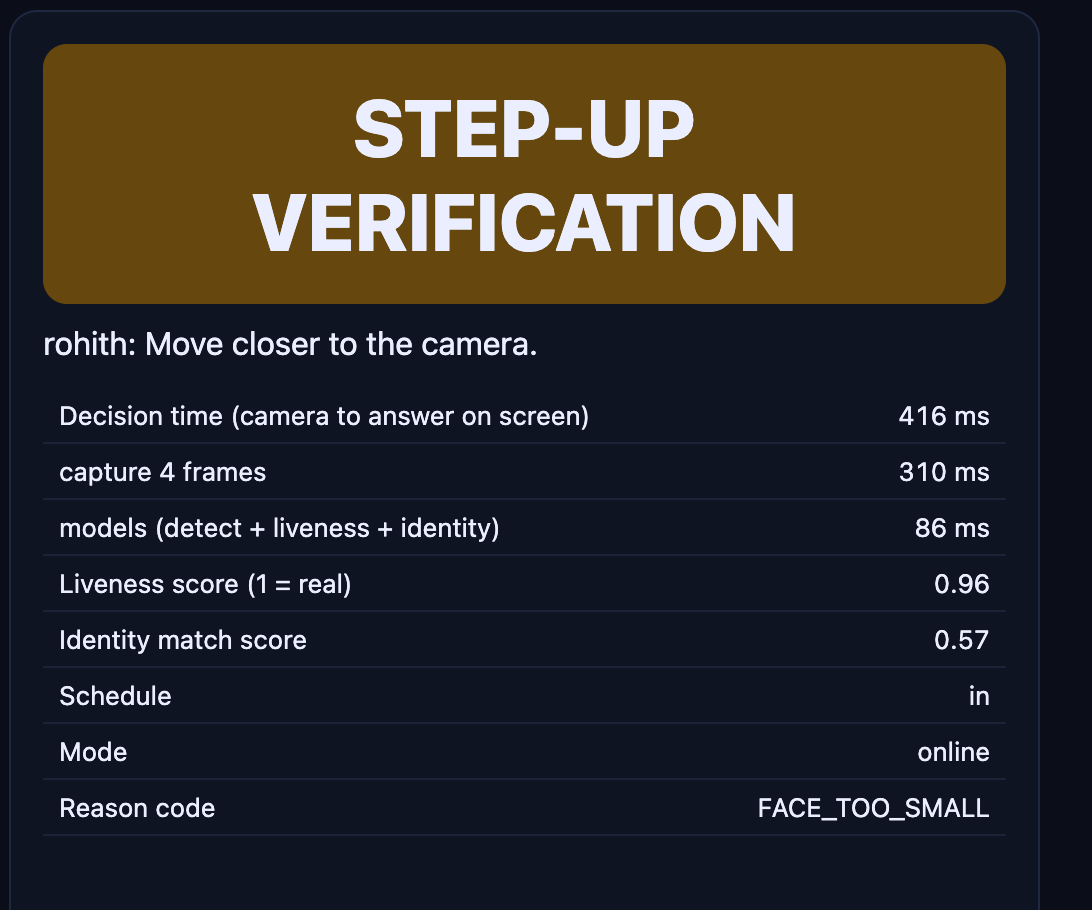 STEP-UP
VERIFICATION
rohith: Move closer to the camera.
Decision time (camera to answer on screen) 416 ms
capture 4 frames 310 ms
models (detect + liveness + identity) 86 ms
Liveness score (1 = real) 0.96
Identity match score 0.57
Schedule in
Mode online
Reason code FACE_TOO_SMALL